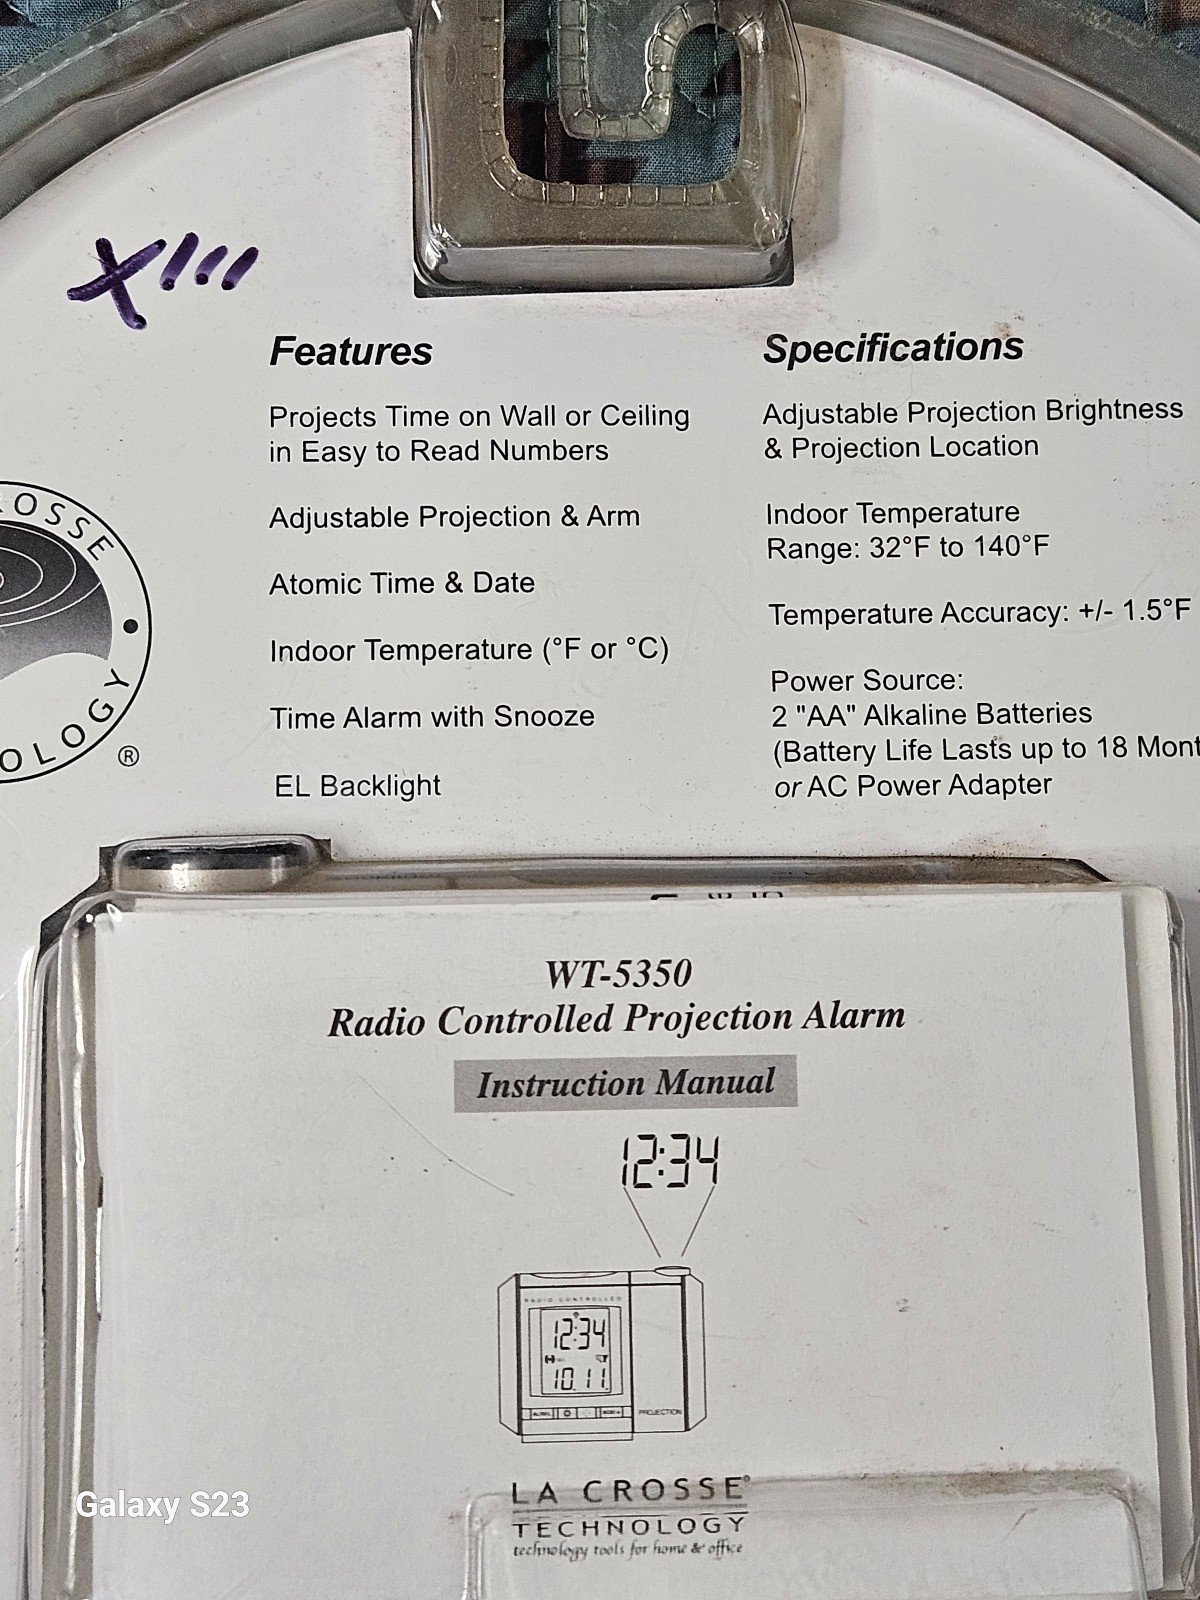 XIII
Features
Projects Time on Wall or Ceiling
in Easy to Read Numbers
Adjustable Projection & Arm
Atomic Time & Date
Indoor Temperature (°F or °C)
Time Alarm with Snooze
EL Backlight
Specifications
Adjustable Projection Brightness
& Projection Location
Indoor Temperature
Range: 32°F to 140°F
Temperature Accuracy: +/- 1.5°F
Power Source:
2 "AA" Alkaline Batteries
(Battery Life Lasts up to 18 Mont
or AC Power Adapter
OSSE • OLOGY
®
WT-5350
Radio Controlled Projection Alarm
Instruction Manual
12:34
RADIO CONTROLLED
12:34
10. 11.
PROJECTION
LA CROSSE®
TECHNOLOGY
technology tools for home & office
Galaxy S23